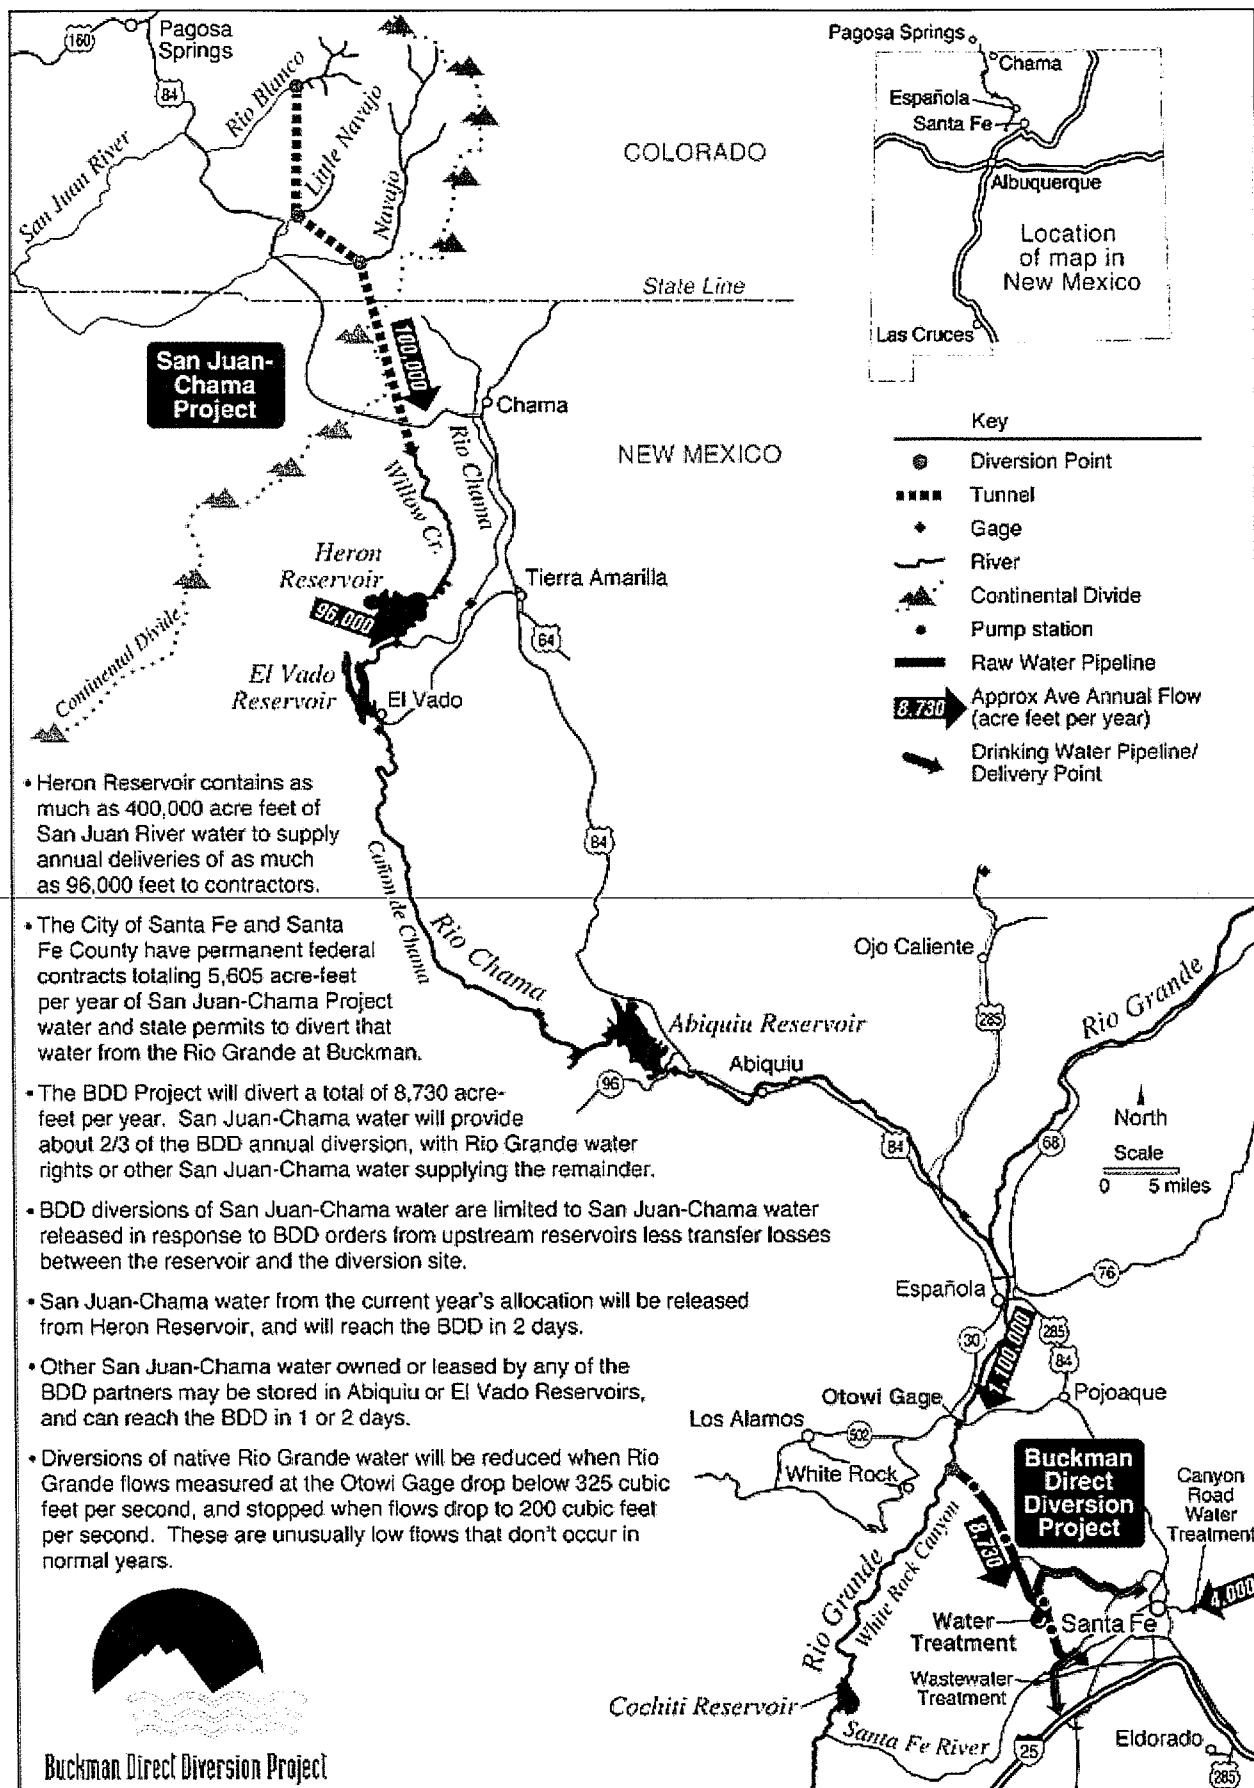 160
Pagosa
Springs
84
Rio Blanco
Little Navajo
Navajo
San Juan River
COLORADO
State Line
Pagosa Springs
Chama
Española
Santa Fe
Albuquerque
Location
of map in
New Mexico
Las Cruces
San Juan-
Chama
Project
100,000
Chama
Rio Chama
NEW MEXICO
Willow Cr.
Heron
Reservoir
96,000
Tierra Amarilla
64
El Vado
Reservoir
El Vado
Continental Divide
Key
Diversion Point
Tunnel
Gage
River
Continental Divide
Pump station
Raw Water Pipeline
8,730
Approx Ave Annual Flow
(acre feet per year)
Drinking Water Pipeline/
Delivery Point
• Heron Reservoir contains as
much as 400,000 acre feet of
San Juan River water to supply
annual deliveries of as much
as 96,000 feet to contractors.
• The City of Santa Fe and Santa
Fe County have permanent federal
contracts totaling 5,605 acre-feet
per year of San Juan-Chama Project
water and state permits to divert that
water from the Rio Grande at Buckman.
• The BDD Project will divert a total of 8,730 acre-
feet per year. San Juan-Chama water will provide
about 2/3 of the BDD annual diversion, with Rio Grande water
rights or other San Juan-Chama water supplying the remainder.
• BDD diversions of San Juan-Chama water are limited to San Juan-Chama water
released in response to BDD orders from upstream reservoirs less transfer losses
between the reservoir and the diversion site.
• San Juan-Chama water from the current year's allocation will be released
from Heron Reservoir, and will reach the BDD in 2 days.
• Other San Juan-Chama water owned or leased by any of the
BDD partners may be stored in Abiquiu or El Vado Reservoirs,
and can reach the BDD in 1 or 2 days.
• Diversions of native Rio Grande water will be reduced when Rio
Grande flows measured at the Otowi Gage drop below 325 cubic
feet per second, and stopped when flows drop to 200 cubic feet
per second. These are unusually low flows that don't occur in
normal years.
84
Cañon de Chama
Rio Chama
Ojo Caliente
285
Rio Grande
Abiquiu Reservoir
Abiquiu
96
84
68
North
Scale
0 5 miles
76
Española
30
1,100,000
285
84
Otowi Gage
Pojoaque
Los Alamos
502
White Rock
Buckman
Direct
Diversion
Project
Canyon
Road
Water
Treatment
8,730
White Rock Canyon
Rio Grande
4,000
Water
Treatment
Santa Fe
Wastewater
Treatment
Cochiti Reservoir
Santa Fe River
25
Eldorado
285
Buckman Direct Diversion Project